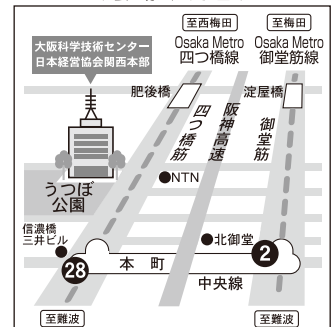 至西梅田
至梅田
Osaka Metro
四つ橋線
Osaka Metro
御堂筋線
大阪科学技術センター
日本経営協会関西本部
肥後橋
淀屋橋
四つ橋筋
阪神高速
御堂筋
うつぼ
公園
NTN
信濃橋
三井ビル
北御堂
28
本町
2
中央線
至難波
至難波